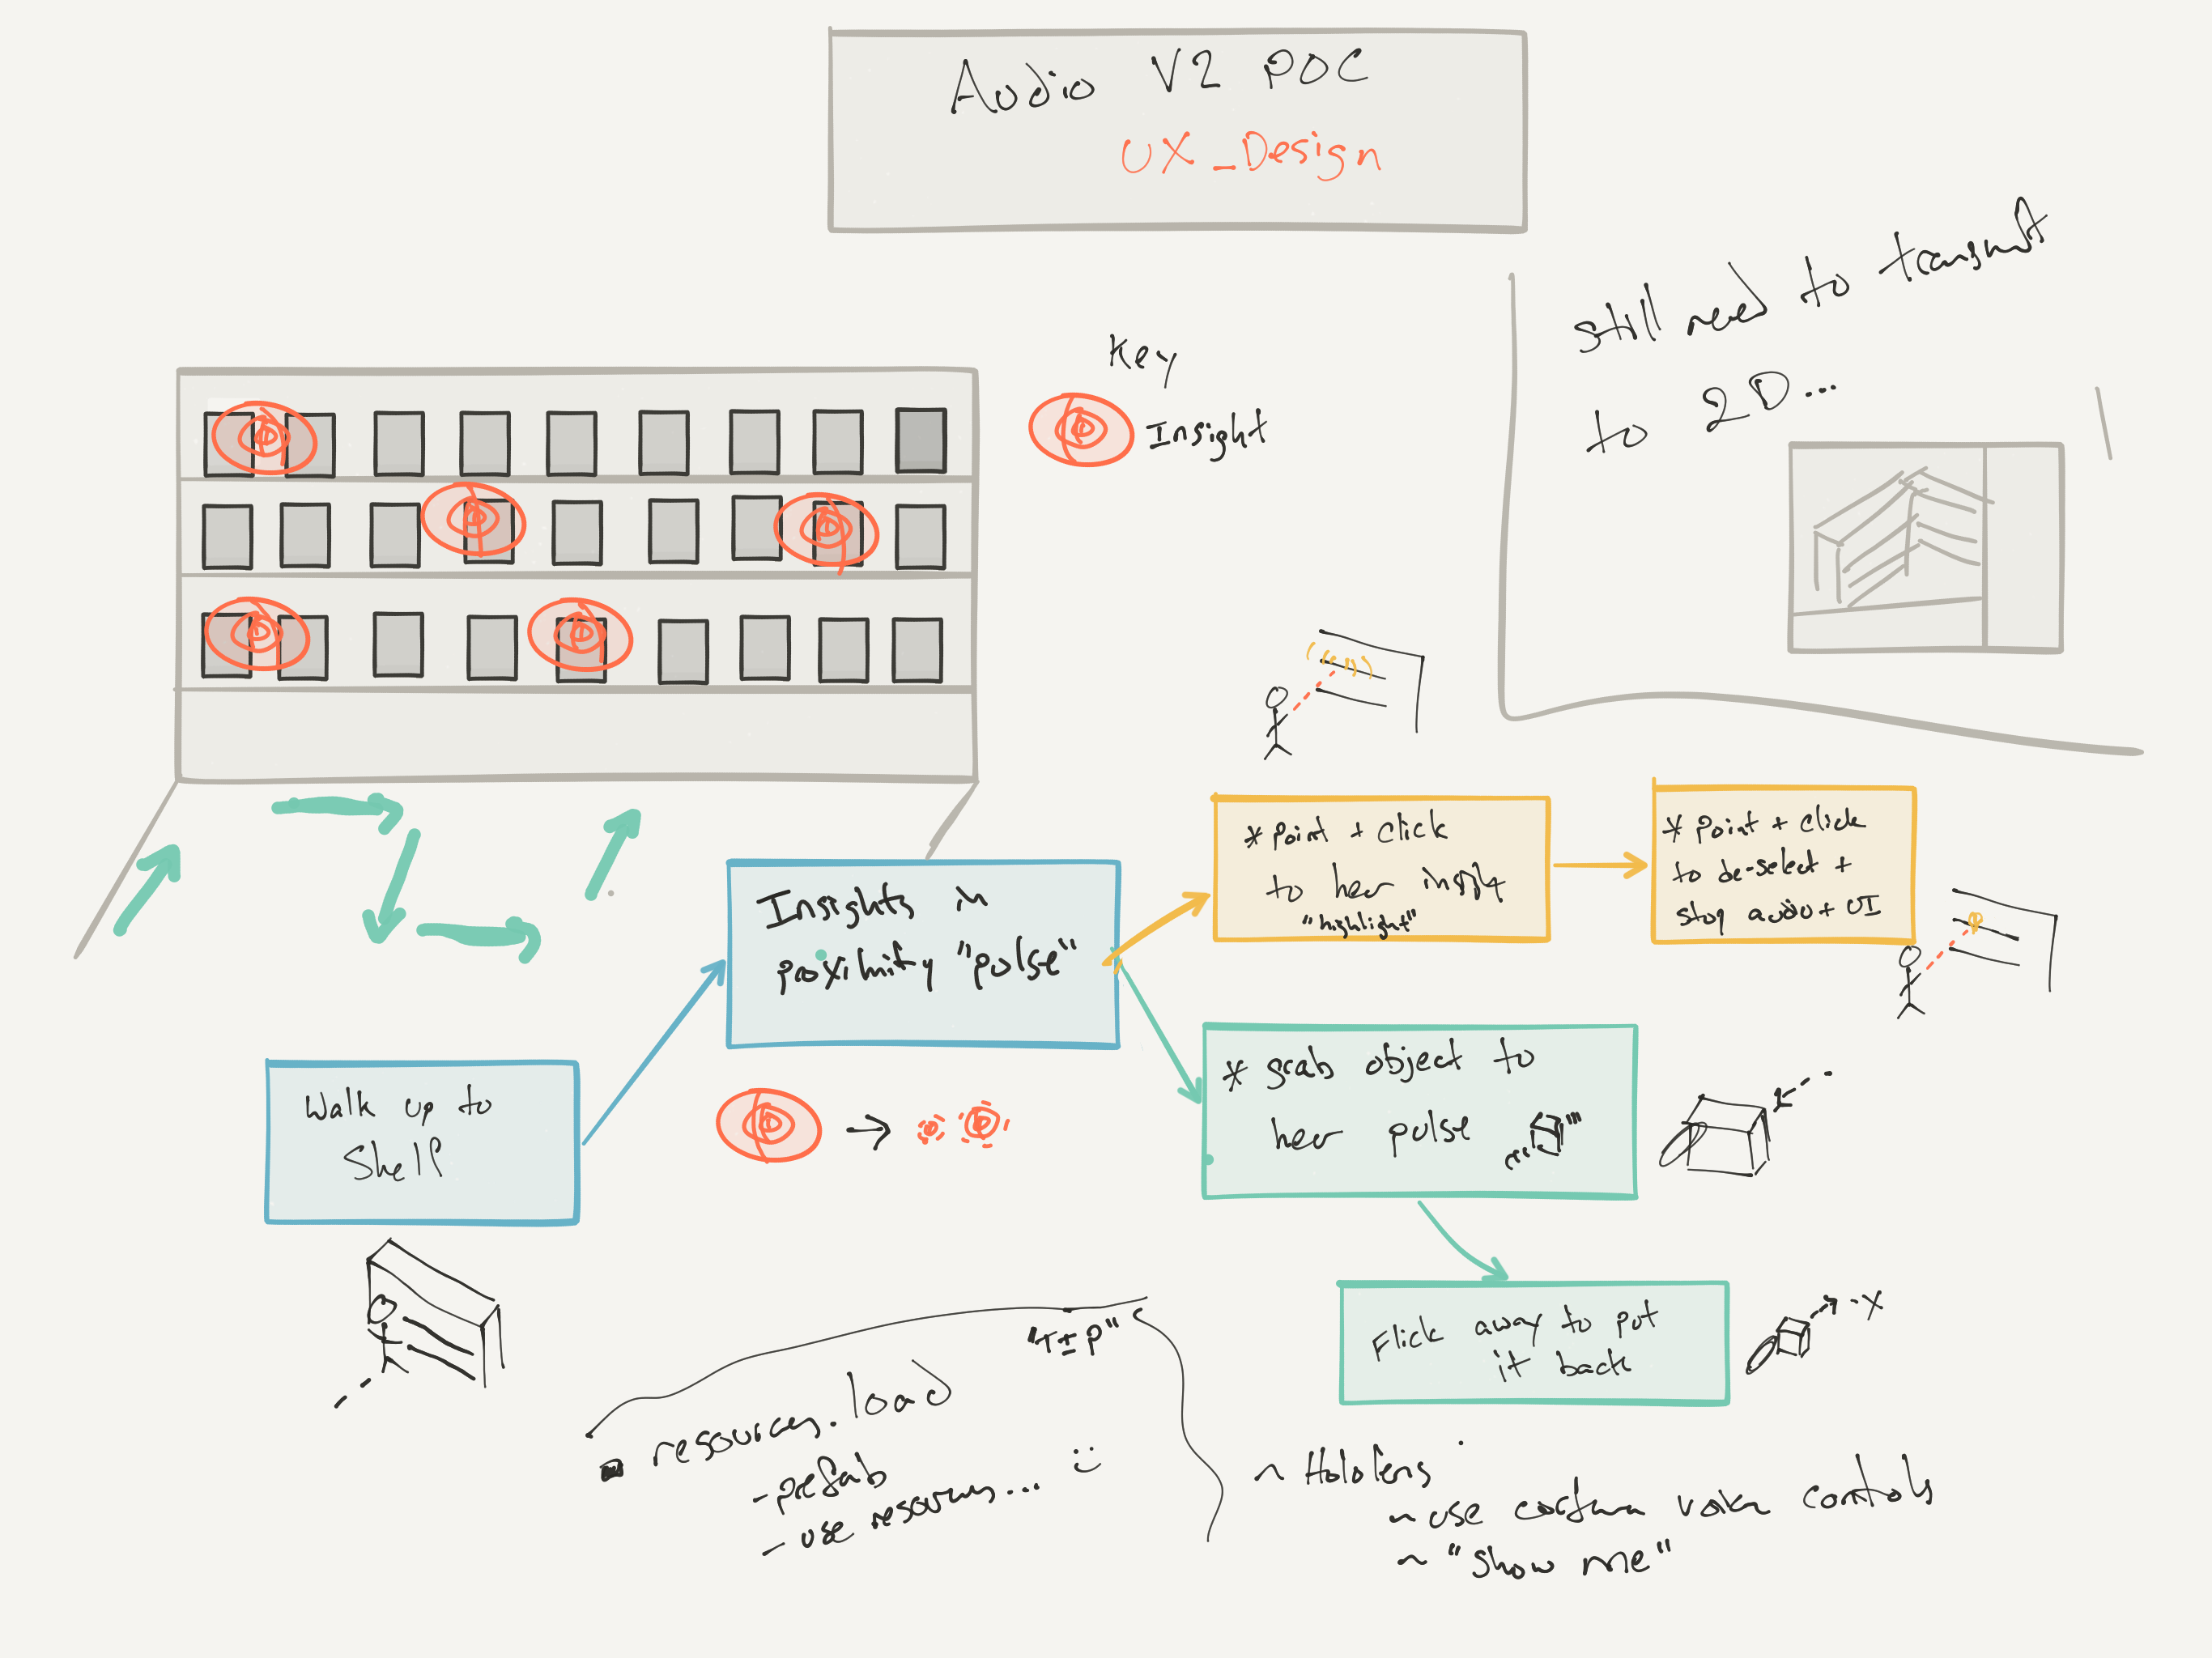 Audio V2 POC
UX_Design
Still need to transmit
to 2D...
Key
Insight
* Point + click
to hear insight
"highlight"
* Point + click
to de-select +
stop audio + UI
Insights in
proximity "pulse"
Walk up to
Shelf
* Grab object to
hear pulse
Flick away to put
it back
X
resources.load
- prefab
- use resources...
~ Hololens
~ use cortana voice controls
~ "Show me"